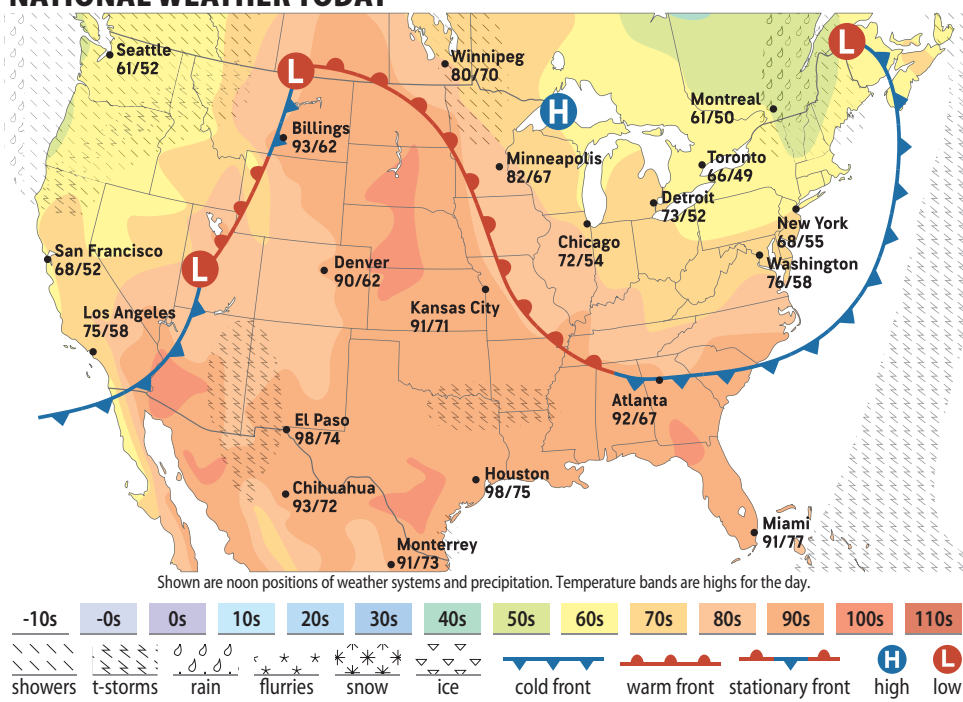 NATIONAL WEATHER TODAY
Seattle
61/52
Winnipeg
80/70
L
L
H
Montreal
61/50
Billings
93/62
Minneapolis
82/67
Toronto
66/49
Detroit
73/52
New York
68/55
San Francisco
68/52
L
Denver
90/62
Chicago
72/54
Washington
76/58
Kansas City
91/71
Los Angeles
75/58
Atlanta
92/67
El Paso
98/74
Houston
98/75
Chihuahua
93/72
Miami
91/77
Monterrey
91/73
Shown are noon positions of weather systems and precipitation. Temperature bands are highs for the day.
-10s -0s 0s 10s 20s 30s 40s 50s 60s 70s 80s 90s 100s 110s
H L
showers t-storms rain flurries snow ice cold front warm front stationary front high low